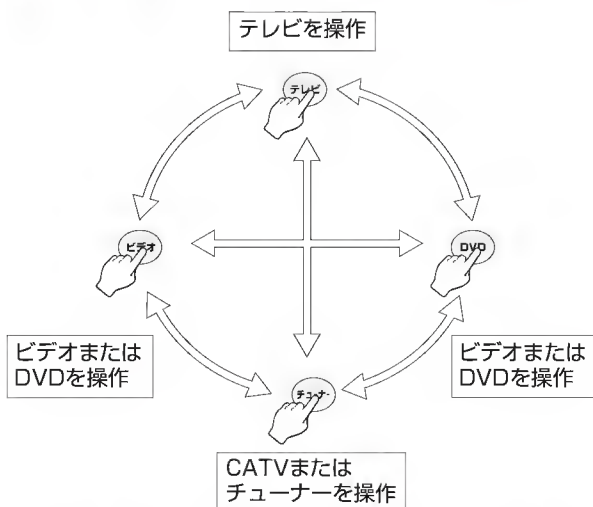 テレビを操作
テレビ
ビデオ
DVD
ビデオまたは
DVDを操作
ビデオまたは
DVDを操作
チューナー
CATVまたは
チューナーを操作